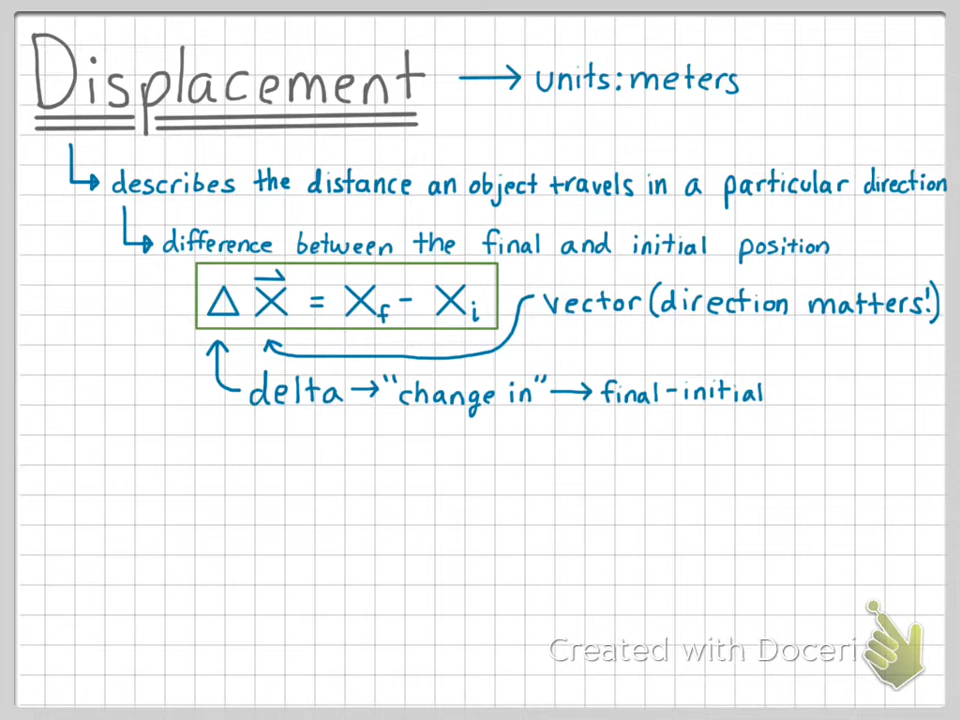 Displacement → units: meters
↳ describes the distance an object travels in a particular direction
↳ difference between the final and initial position
Δ X⃗ = Xf - Xi
vector (direction matters!)
delta → "change in" → final - initial
Created with Doceri